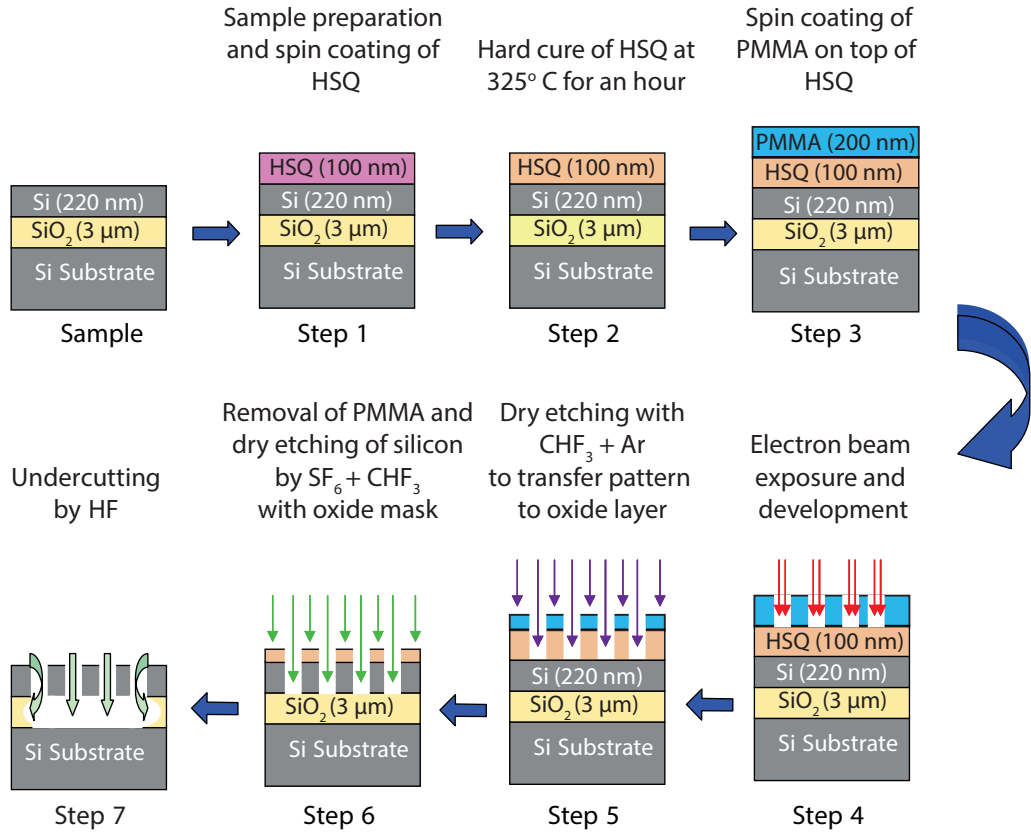 Sample preparation
and spin coating of
HSQ
Hard cure of HSQ at
325° C for an hour
Spin coating of
PMMA on top of
HSQ
Si (220 nm)
SiO₂ (3 µm)
Si Substrate
Sample
HSQ (100 nm)
Si (220 nm)
SiO₂ (3 µm)
Si Substrate
Step 1
HSQ (100 nm)
Si (220 nm)
SiO₂ (3 µm)
Si Substrate
Step 2
PMMA (200 nm)
HSQ (100 nm)
Si (220 nm)
SiO₂ (3 µm)
Si Substrate
Step 3
Electron beam
exposure and
development
HSQ (100 nm)
Si (220 nm)
SiO₂ (3 µm)
Si Substrate
Step 4
Dry etching with
CHF₃ + Ar
to transfer pattern
to oxide layer
Si (220 nm)
SiO₂ (3 µm)
Si Substrate
Step 5
Removal of PMMA and
dry etching of silicon
by SF₆ + CHF₃
with oxide mask
SiO₂ (3 µm)
Si Substrate
Step 6
Undercutting
by HF
Si Substrate
Step 7